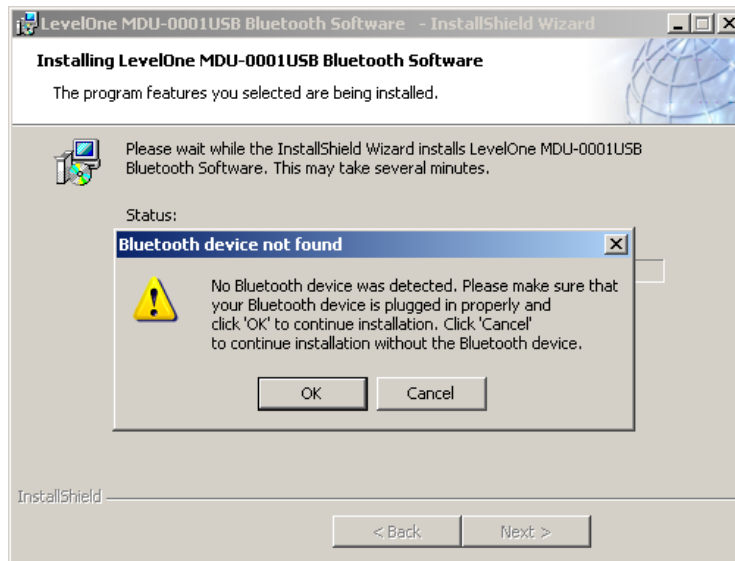 LevelOne MDU-0001USB Bluetooth Software - InstallShield Wizard
Installing LevelOne MDU-0001USB Bluetooth Software
The program features you selected are being installed.
Please wait while the InstallShield Wizard installs LevelOne MDU-0001USB
Bluetooth Software. This may take several minutes.
Status:
Bluetooth device not found
No Bluetooth device was detected. Please make sure that
your Bluetooth device is plugged in properly and
click 'OK' to continue installation. Click 'Cancel'
to continue installation without the Bluetooth device.
OK Cancel
InstallShield
< Back Next >